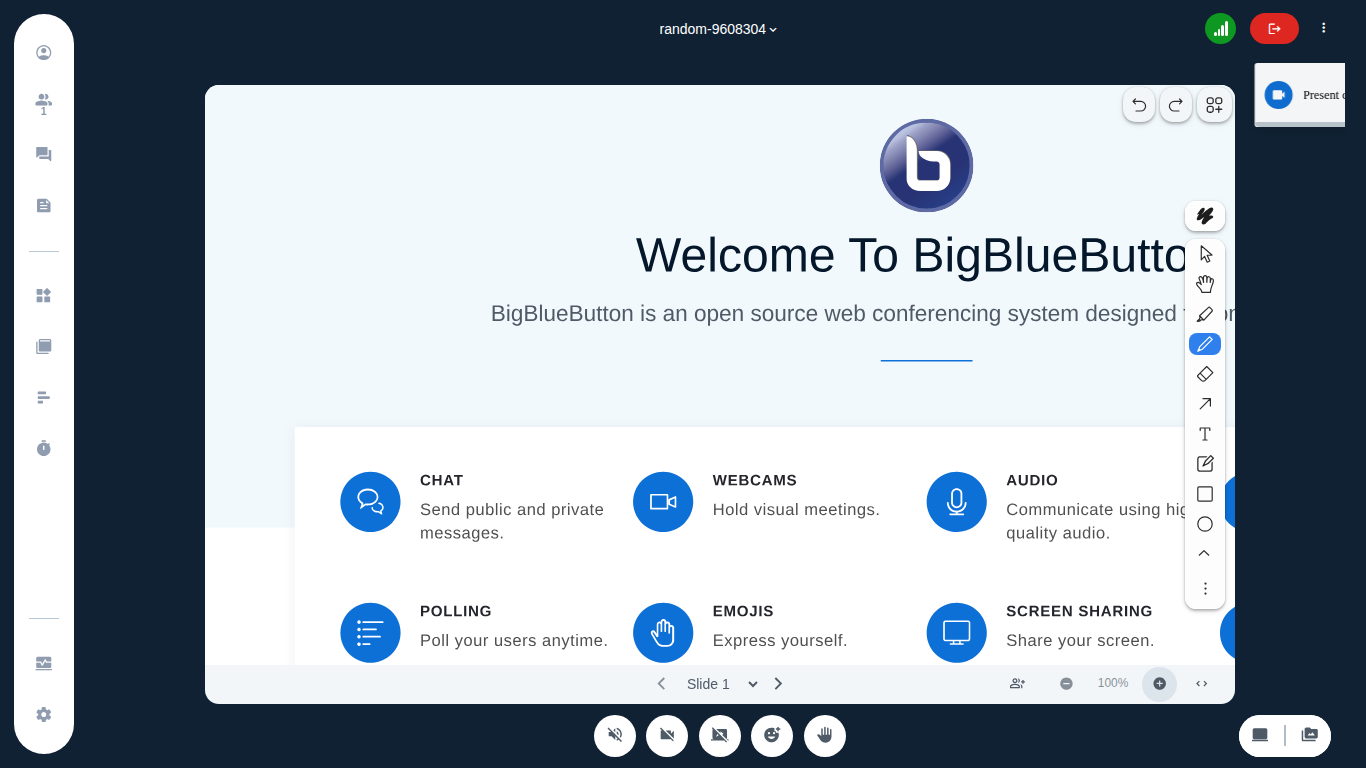 random-9608304
1
Present
Welcome To BigBlueButto
BigBlueButton is an open source web conferencing system designed
CHAT
Send public and private
messages.
WEBCAMS
Hold visual meetings.
AUDIO
Communicate using hig
quality audio.
POLLING
Poll your users anytime.
EMOJIS
Express yourself.
SCREEN SHARING
Share your screen.
Slide 1
100%